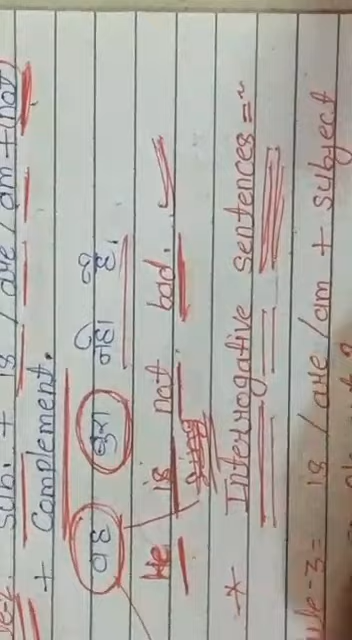 sub. + is / are / am + (not)
+ Complement.
वह बुरा नहीं है।
He is not bad.
* Interrogative sentences =~
le-3= is / are / am + subject